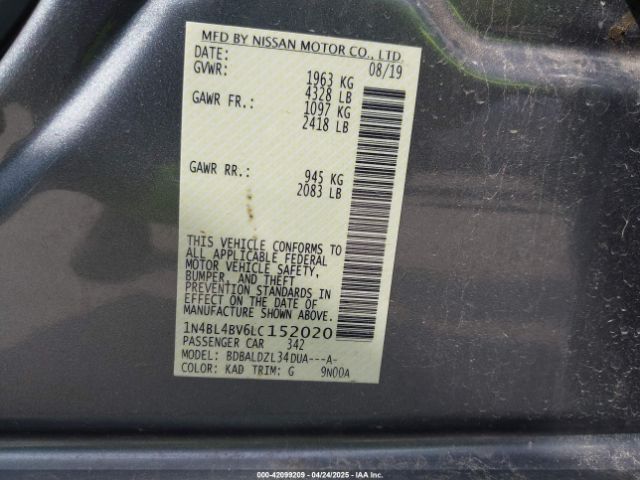 MFD BY NISSAN MOTOR CO., LTD
DATE: 08/19
GVWR: 1963 KG
4328 LB
GAWR FR.: 1097 KG
2418 LB
GAWR RR.: 945 KG
2083 LB
THIS VEHICLE CONFORMS TO
ALL APPLICABLE FEDERAL
MOTOR VEHICLE SAFETY,
BUMPER, AND THEFT
PREVENTION STANDARDS IN
EFFECT ON THE DATE OF
MANUFACTURE SHOWN ABOVE.
1N4BL4BV6LC152020
PASSENGER CAR 342
MODEL: BDBALDZL34DUA---A-
COLOR: KAD TRIM: G 9N00A
000-42099209 - 04/24/2025 - IAA Inc.